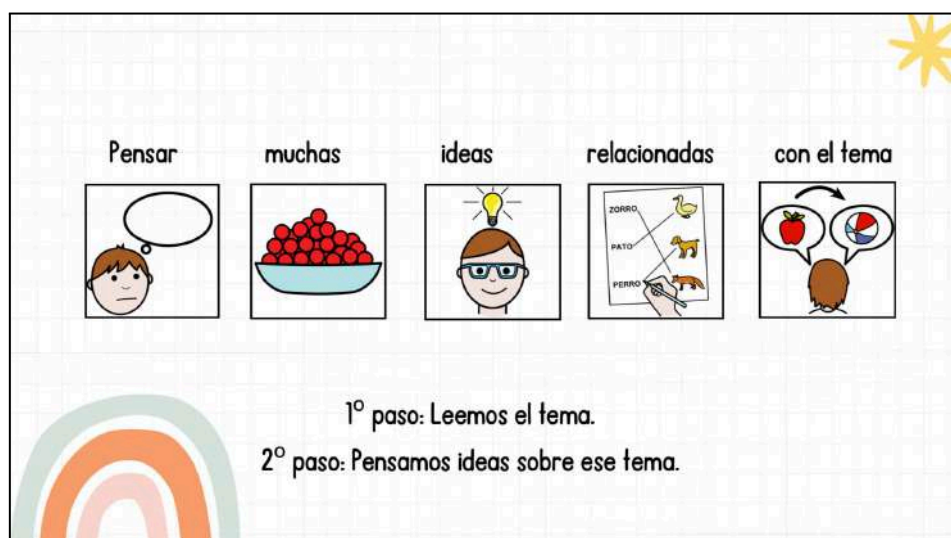 Pensar muchas ideas relacionadas con el tema
ZORRO
PATO
PERRO
1º paso: Leemos el tema.
2º paso: Pensamos ideas sobre ese tema.